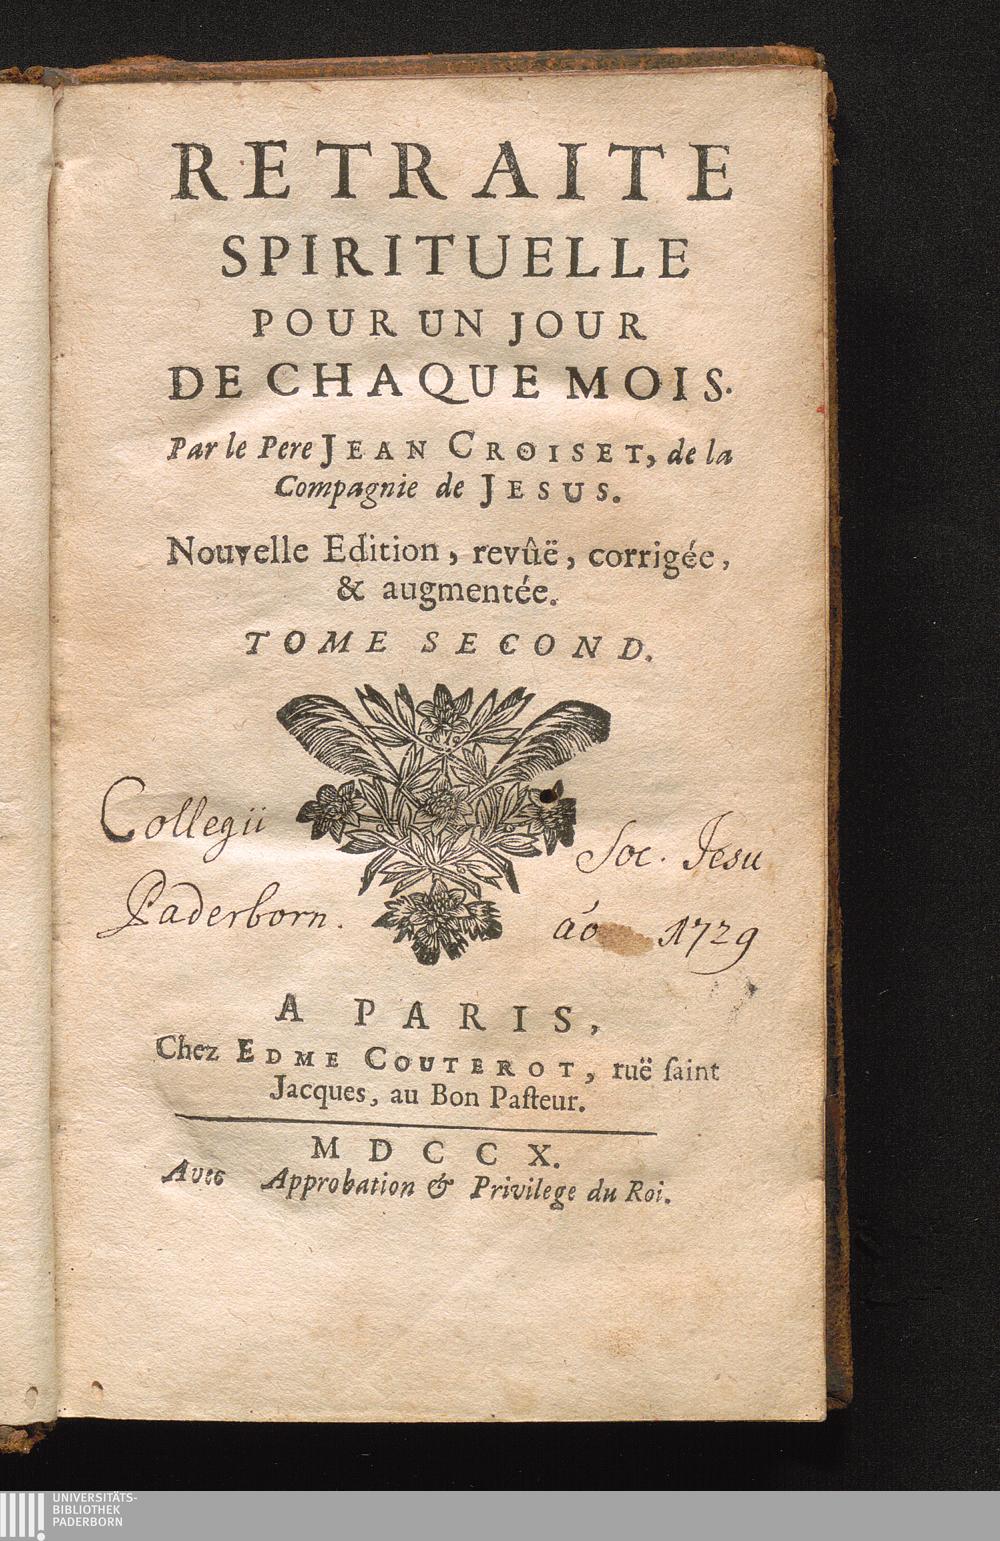 RETRAITE
SPIRITUELLE
POUR UN JOUR
DE CHAQUE MOIS.
Par le Pere JEAN CROISET, de la
Compagnie de JESUS.
Nouvelle Edition, revûë, corrigée,
& augmentée.
TOME SECOND.
Collegii Soc. Jesu
Paderborn. aó 1729
A PARIS,
Chez EDME COUTEROT, ruë ſaint
Jacques, au Bon Paſteur.
MDCCX.
Avec Approbation & Privilege du Roi.
UNIVERSITÄTS-
BIBLIOTHEK
PADERBORN